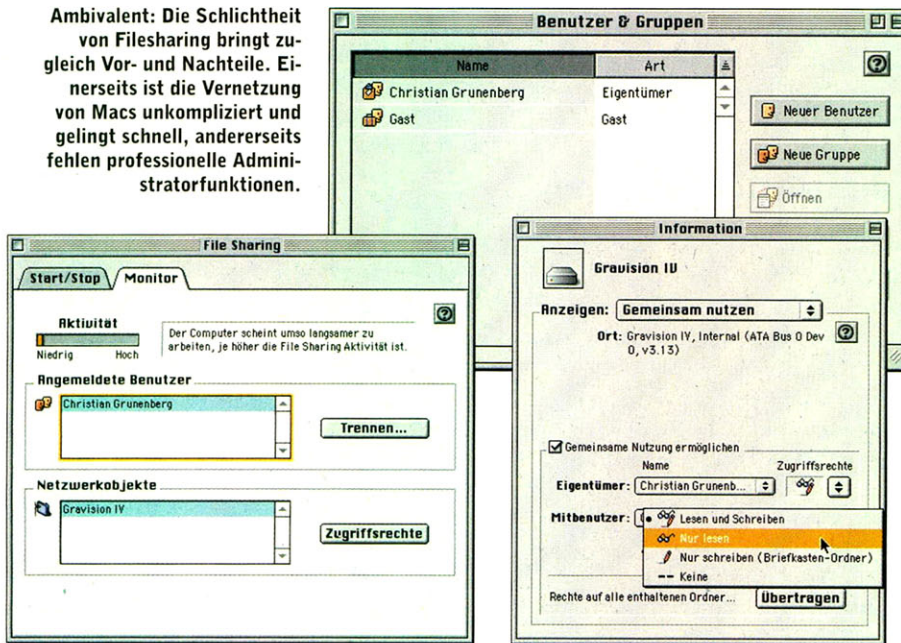 Ambivalent: Die Schlichtheit
von Filesharing bringt zu-
gleich Vor- und Nachteile. Ei-
nerseits ist die Vernetzung
von Macs unkompliziert und
gelingt schnell, andererseits
fehlen professionelle Admini-
stratorfunktionen.
Benutzer & Gruppen
Name Art
Christian Grunenberg Eigentümer
Gast Gast
Neuer Benutzer
Neue Gruppe
Öffnen
File Sharing
Start/Stop Monitor
Aktivität
Niedrig Hoch
Der Computer scheint umso langsamer zu
arbeiten, je höher die File Sharing Aktivität ist.
Angemeldete Benutzer
Christian Grunenberg
Trennen...
Netzwerkobjekte
Gravision IV
Zugriffsrechte
Information
Gravision IV
Anzeigen: Gemeinsam nutzen
Ort: Gravision IV, Internal (ATA Bus 0 Dev
0, v3.13)
Gemeinsame Nutzung ermöglichen
Name Zugriffsrechte
Eigentümer: Christian Grunenb...
Mitbenutzer:
Lesen und Schreiben
Nur lesen
Nur schreiben (Briefkasten-Ordner)
Keine
Rechte auf alle enthaltenen Ordner... Übertragen